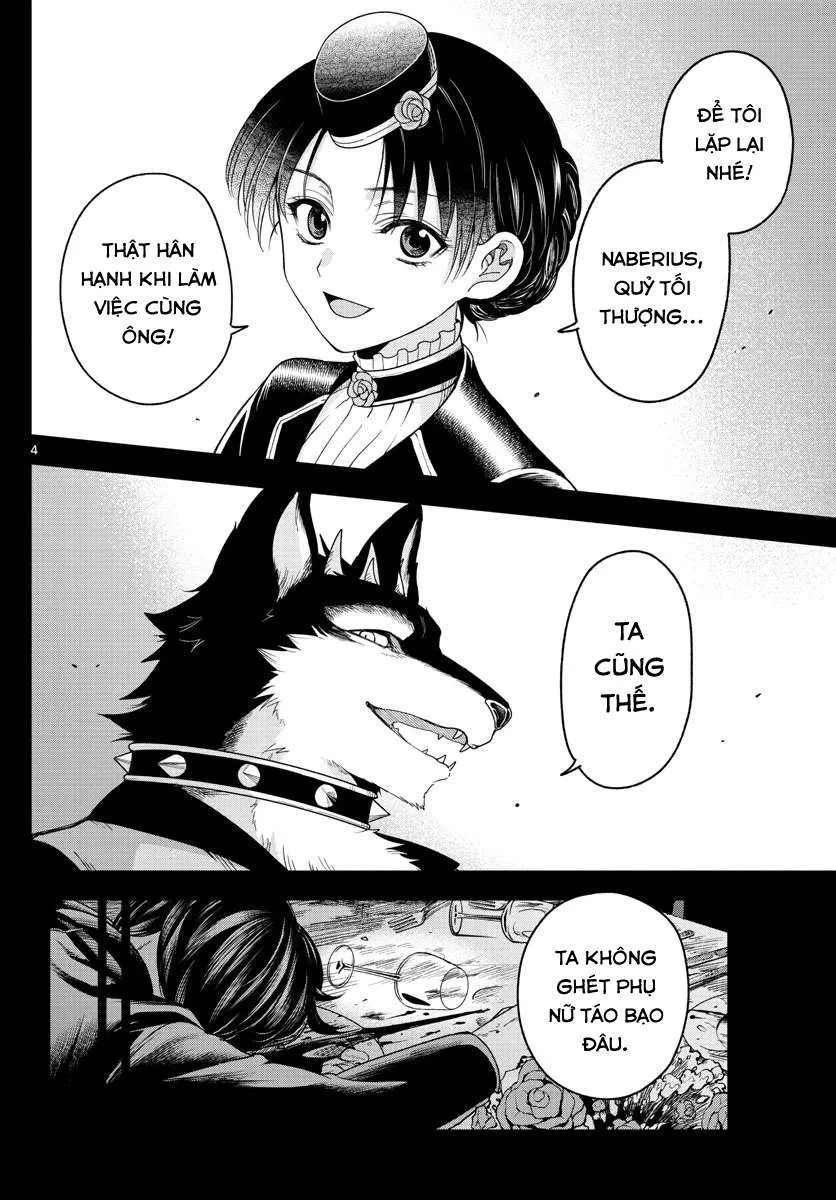 ĐỂ TÔI
LẶP LẠI
NHÉ!
NABERIUS,
QUỶ TỐI
THƯỢNG...
THẬT HÂN
HẠNH KHI LÀM
VIỆC CÙNG
ÔNG!
4
TA
CŨNG
THẾ.
TA KHÔNG
GHÉT PHỤ
NỮ TÁO BẠO
ĐÂU.